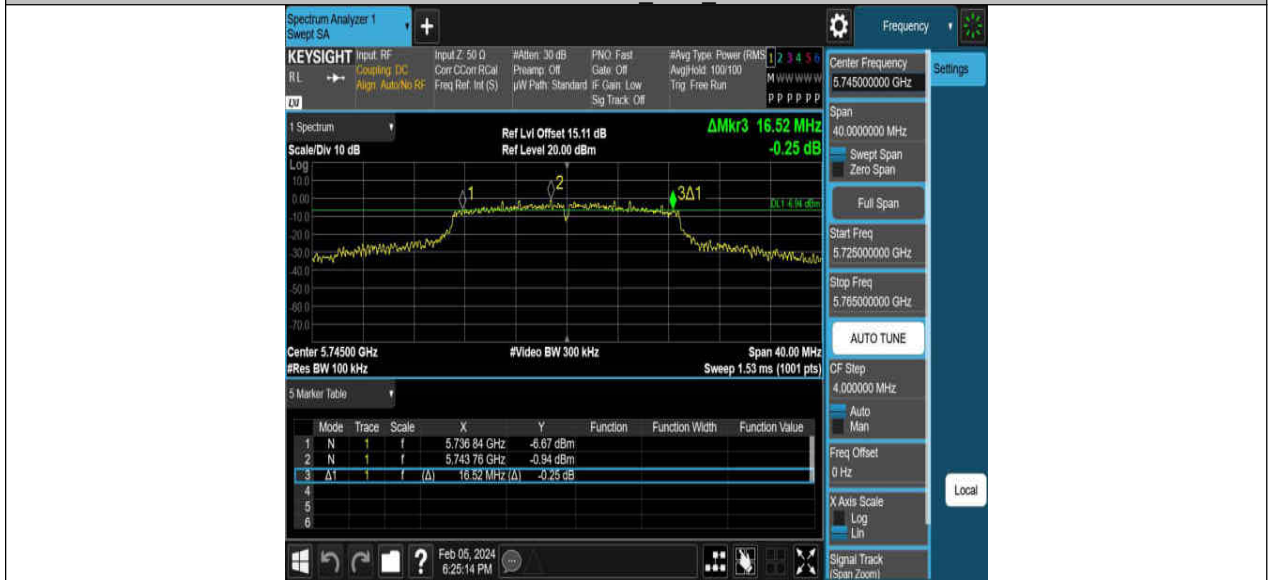 Spectrum Analyzer 1
Swept SA
+
Frequency
KEYSIGHT
RL
LXI
Input: RF
Coupling: DC
Align: Auto/No RF
Input Z: 50 Ω
Corr CCorr RCal
Freq Ref: Int (S)
#Atten: 30 dB
Preamp: Off
µW Path: Standard
PNO: Fast
Gate: Off
IF Gain: Low
Sig Track: Off
#Avg Type: Power (RMS
Avg|Hold: 100/100
Trig: Free Run
1 2 3 4 5 6
M W W W W W
P P P P P P
Center Frequency
5.745000000 GHz
Settings
Span
40.0000000 MHz
Swept Span
Zero Span
Full Span
Start Freq
5.725000000 GHz
Stop Freq
5.765000000 GHz
AUTO TUNE
CF Step
4.000000 MHz
Auto
Man
Freq Offset
0 Hz
X Axis Scale
Log
Lin
Signal Track
(Span Zoom)
Local
1 Spectrum
Scale/Div 10 dB
Ref Lvl Offset 15.11 dB
Ref Level 20.00 dBm
ΔMkr3 16.52 MHz
-0.25 dB
Log
10.0
0.00
-10.0
-20.0
-30.0
-40.0
-50.0
-60.0
-70.0
1
2
3Δ1
DL1 -6.94 dBm
Center 5.74500 GHz
#Video BW 300 kHz
Span 40.00 MHz
#Res BW 100 kHz
Sweep 1.53 ms (1001 pts)
5 Marker Table
Mode Trace Scale X Y Function Function Width Function Value
1 N 1 f 5.736 84 GHz -6.67 dBm
2 N 1 f 5.743 76 GHz -0.94 dBm
3 Δ1 1 f (Δ) 16.52 MHz (Δ) -0.25 dB
4
5
6
?
Feb 05, 2024
6:25:14 PM